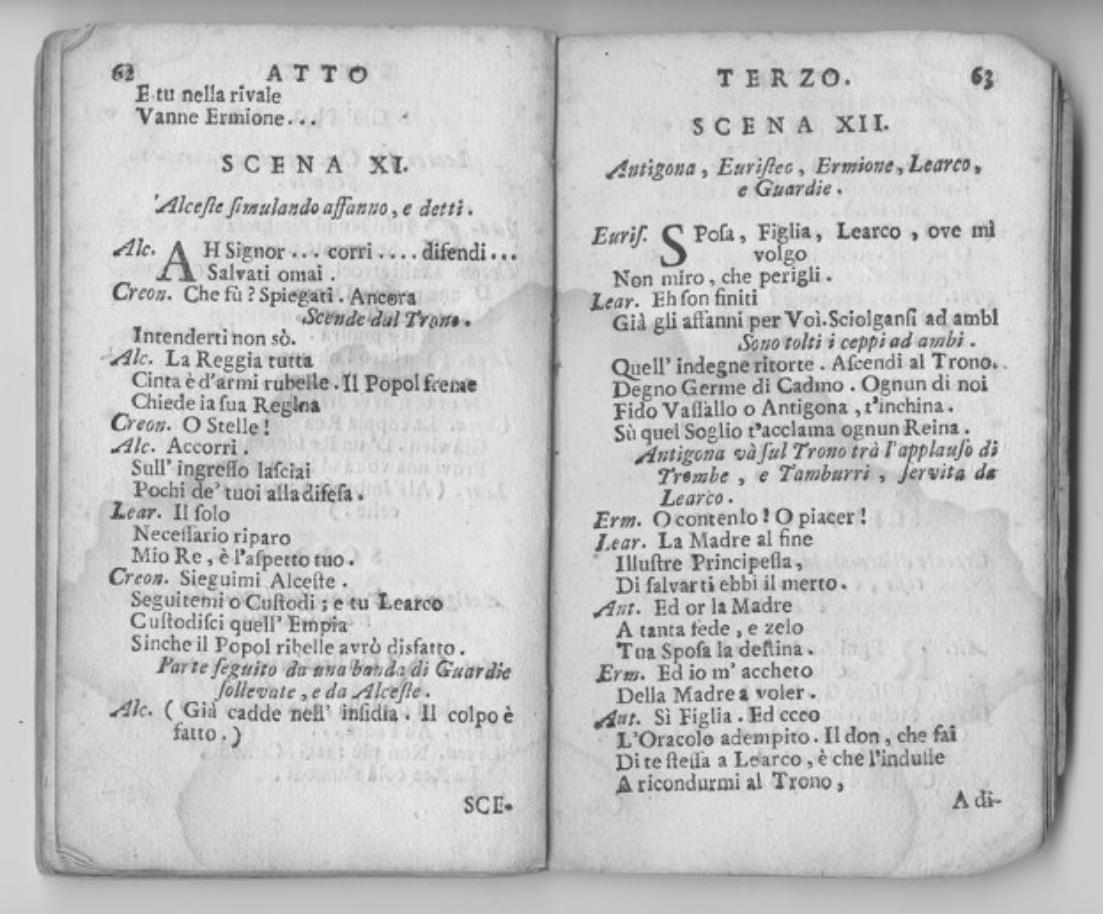 62 ATTO
E tu nella rivale
Vanne Ermione...
SCENA XI.
Alceſte ſimulando affanno, e detti.
Alc. AH Signor ... corri .... difendi...
Salvati omai.
Creon. Che fù? Spiegati. Ancora
Scende dal Trono.
Intenderti non sò.
Alc. La Reggia tutta
Cinta è d'armi rubelle. Il Popol freme
Chiede ia ſua Regina
Creon. O Stelle!
Alc. Accorri.
Sull' ingreſſo laſciai
Pochi de' tuoi alla difeſa.
Lear. Il ſolo
Neceſſario riparo
Mio Re, è l'aſpetto tuo.
Creon. Sieguimi Alceſte.
Seguitemi o Cuſtodi; e tu Learco
Cuſtodiſci quell' Empia
Sinche il Popol ribelle avrò disfatto.
Parte ſeguito da una banda di Guardie
ſollevate, e da Alceſte.
Alc. (Già cadde nell' inſidia. Il colpo è
fatto.)
SCE-
TERZO. 63
SCENA XII.
Antigona, Euriſteo, Ermione, Learco,
e Guardie.
Euriſ. SPoſa, Figlia, Learco, ove mi
volgo
Non miro, che perigli.
Lear. Eh ſon finiti
Già gli affanni per Voi. Sciolganſi ad ambi
Sono tolti i ceppi ad ambi.
Quell' indegne ritorte. Aſcendi al Trono.
Degno Germe di Cadmo. Ognun di noi
Fido Vaſſallo o Antigona, t'inchina.
Sù quel Soglio t'acclama ognun Reina.
Antigona và ſul Trono trà l'applauſo di
Trombe, e Tamburri, ſervita da
Learco.
Erm. O contenlo! O piacer!
Lear. La Madre al fine
Illuſtre Principeſſa,
Di ſalvarti ebbi il merto.
Ant. Ed or la Madre
A tanta fede, e zelo
Tua Spoſa la deſtina.
Erm. Ed io m' accheto
Della Madre a voler.
Ant. Sì Figlia. Ed ecco
L'Oracolo adempito. Il don, che fai
Di te ſteſſa a Learco, è che l'induſſe
A ricondurmi al Trono,
A di-